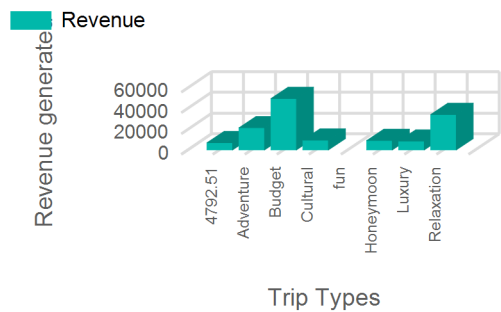 Revenue
Revenue generate
60000
40000
20000
0
4792.51
Adventure
Budget
Cultural
fun
Honeymoon
Luxury
Relaxation
Trip Types